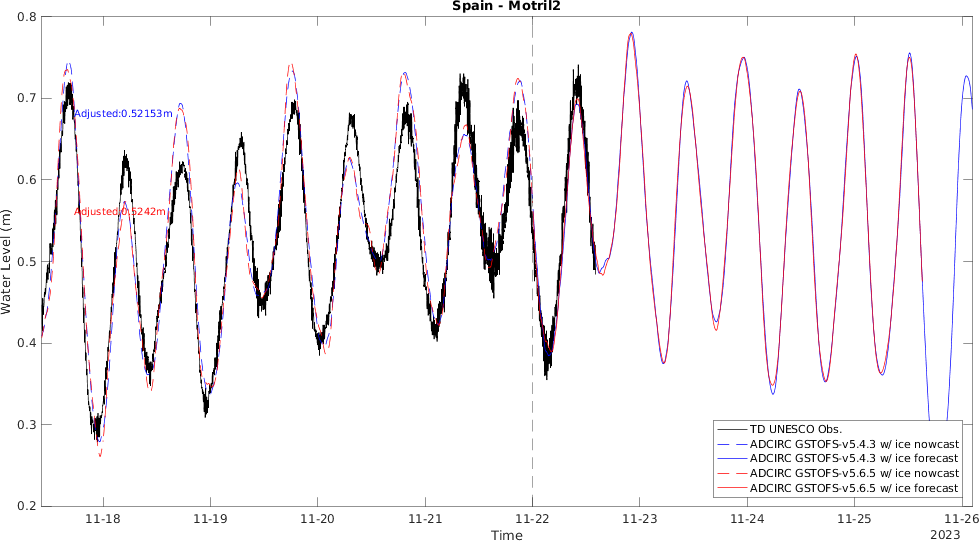 Spain - Motril2
0.8
0.7
0.6
0.5
0.4
0.3
0.2
Water Level (m)
Adjusted:0.52153m
Adjusted:0.5242m
TD UNESCO Obs.
ADCIRC GSTOFS-v5.4.3 w/ ice nowcast
ADCIRC GSTOFS-v5.4.3 w/ ice forecast
ADCIRC GSTOFS-v5.6.5 w/ ice nowcast
ADCIRC GSTOFS-v5.6.5 w/ ice forecast
11-18 11-19 11-20 11-21 11-22 11-23 11-24 11-25 11-26
Time
2023